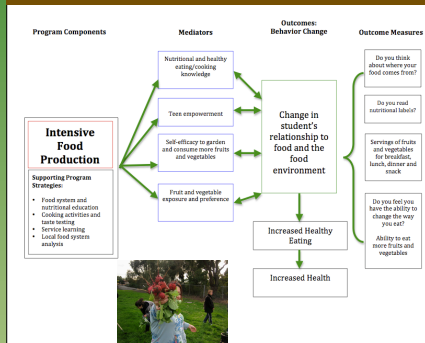 Program Components
Mediators
Outcomes:
Behavior Change
Outcome Measures
Intensive
Food
Production
Supporting Program
Strategies:
• Food system and
nutritional education
• Cooking activities and
taste testing
• Service learning
• Local food system
analysis
Nutritional and healthy
eating/cooking
knowledge
Teen empowerment
Self-efficacy to garden
and consume more fruits
and vegetables
Fruit and vegetable
exposure and preference
Change in
student's
relationship to
food and the
food
environment
Increased Healthy
Eating
Increased Health
Do you think
about where your
food comes from?
Do you read
nutritional labels?
Servings of fruits
and vegetables
for breakfast,
lunch, dinner and
snack
Do you feel you
have the ability to
change the way
you eat?
Ability to eat
more fruits and
vegetables